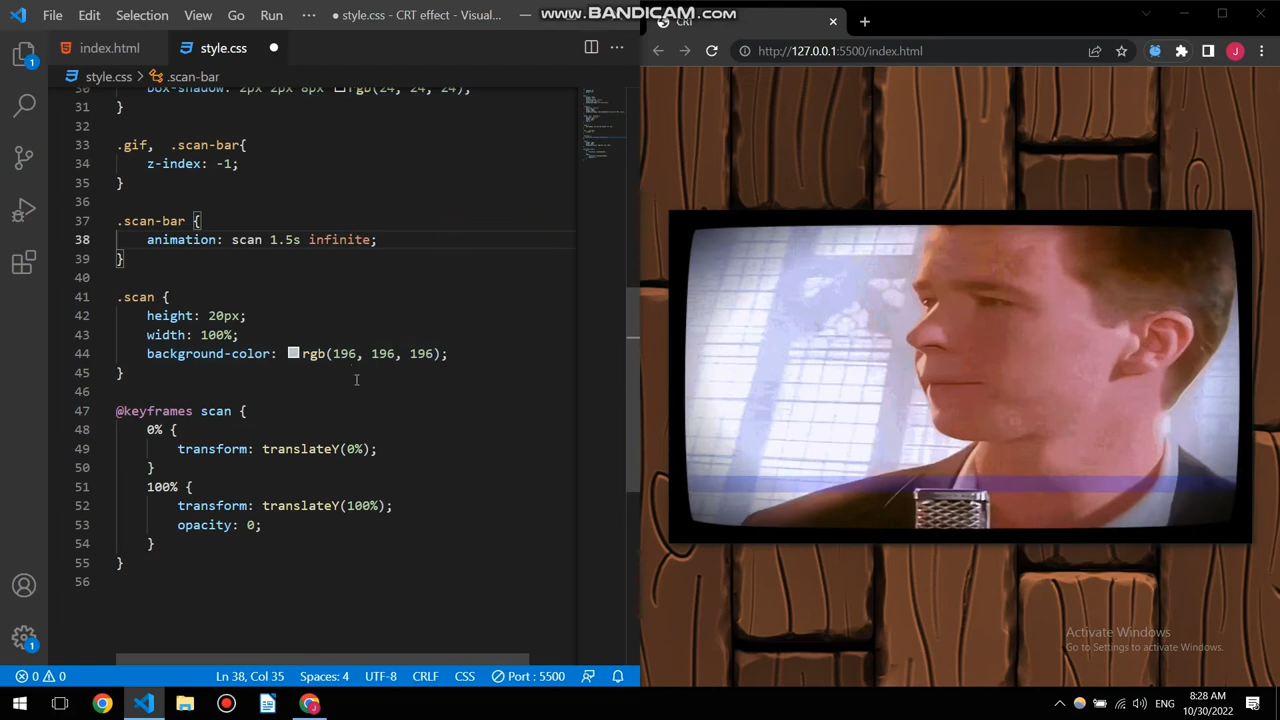 File Edit Selection View Go Run ··· style.css - CRT effect - Visual...
www.BANDICAM.com
CRT
index.html style.css
http://127.0.0.1:5500/index.html
J
1
style.css > .scan-bar
31 }
32
33 .gif, .scan-bar{
34 z-index: -1;
35 }
36
37 .scan-bar {
38 animation: scan 1.5s infinite;
39 }
40
41 .scan {
42 height: 20px;
43 width: 100%;
44 background-color: rgb(196, 196, 196);
45 }
46
47 @keyframes scan {
48 0% {
49 transform: translateY(0%);
50 }
51 100% {
52 transform: translateY(100%);
53 opacity: 0;
54 }
55 }
56
1
Activate Windows
Go to Settings to activate Windows.
0 0 Ln 38, Col 35 Spaces: 4 UTF-8 CRLF CSS Port : 5500
ENG
8:28 AM
10/30/2022